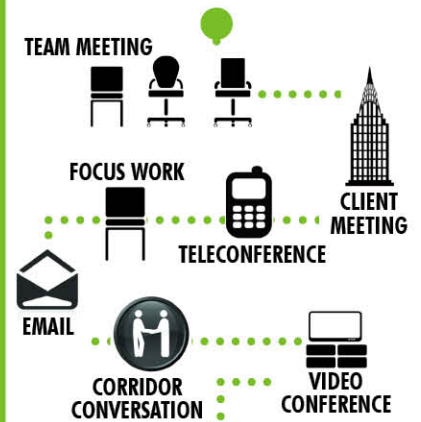 TEAM MEETING
CLIENT
MEETING
FOCUS WORK
TELECONFERENCE
EMAIL
CORRIDOR
CONVERSATION
VIDEO
CONFERENCE